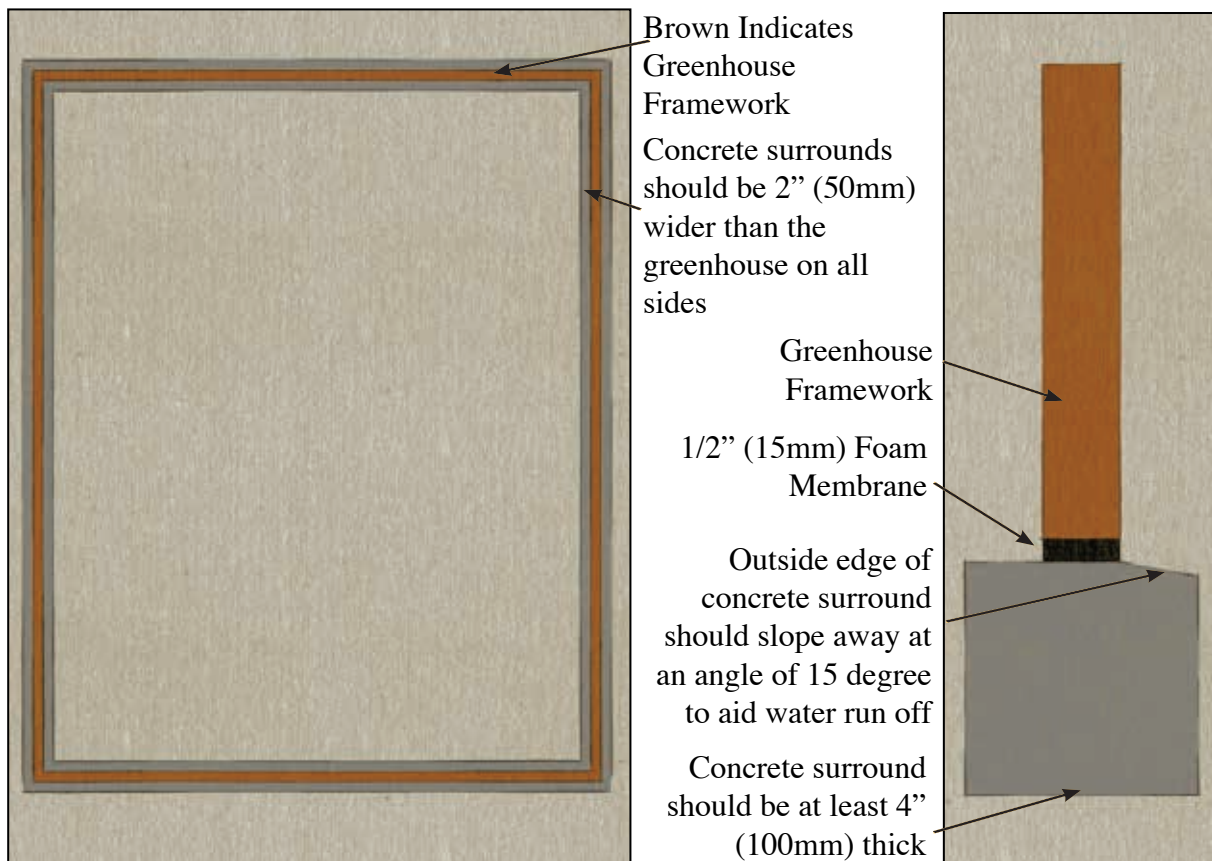 Brown Indicates
Greenhouse
Framework
Concrete surrounds
should be 2” (50mm)
wider than the
greenhouse on all
sides
Greenhouse
Framework
1/2” (15mm) Foam
Membrane
Outside edge of
concrete surround
should slope away at
an angle of 15 degree
to aid water run off
Concrete surround
should be at least 4”
(100mm) thick